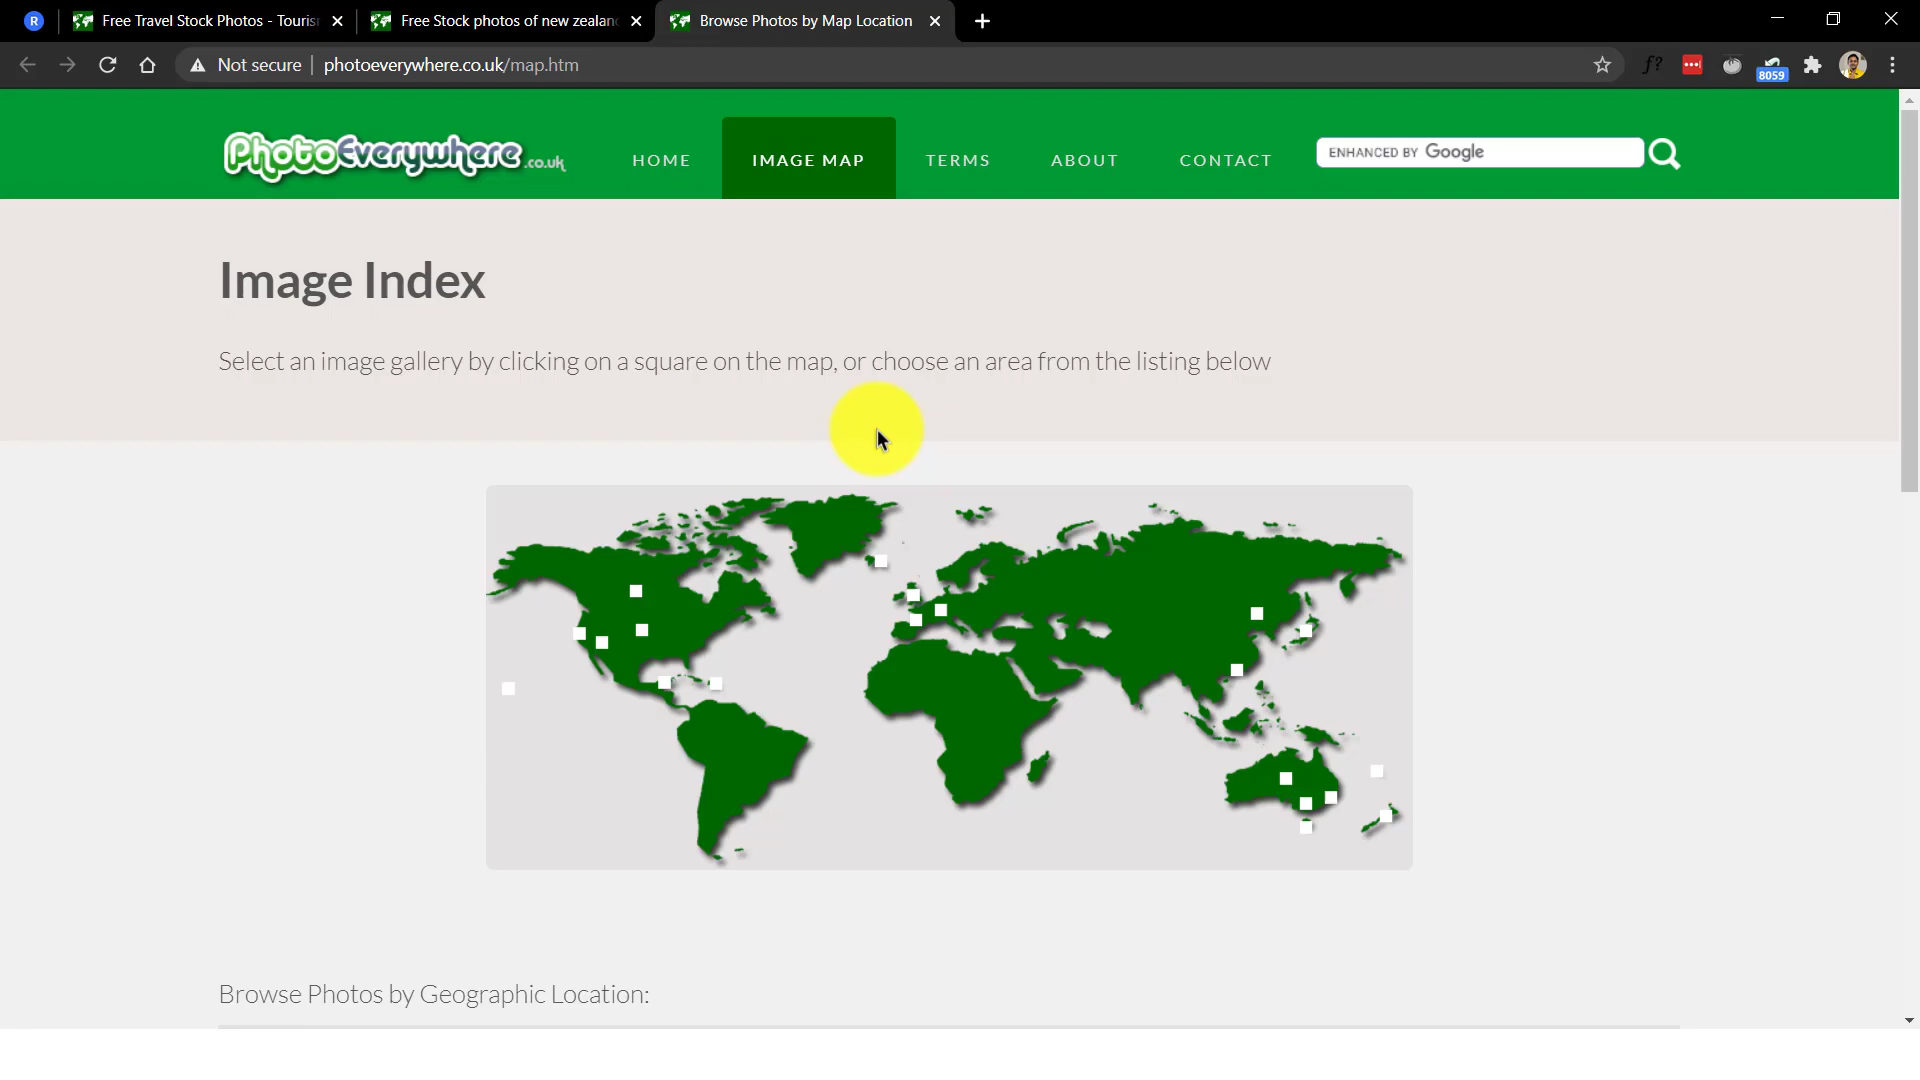 R
Free Travel Stock Photos - Touris
Free Stock photos of new zealan
Browse Photos by Map Location
Not secure
photoeverywhere.co.uk/map.htm
f?
8059
PhotoEverywhere.co.uk
HOME
IMAGE MAP
TERMS
ABOUT
CONTACT
ENHANCED BY Google
Image Index
Select an image gallery by clicking on a square on the map, or choose an area from the listing below
Browse Photos by Geographic Location: